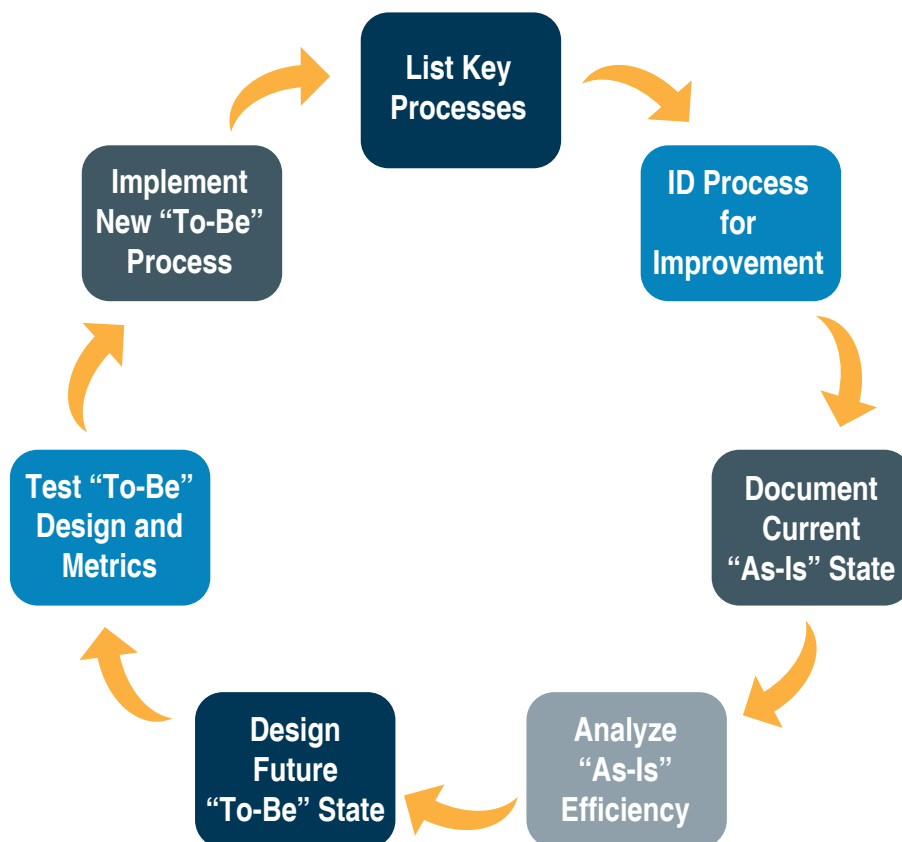 List Key
Processes
ID Process
for
Improvement
Document
Current
“As-Is” State
Analyze
“As-Is”
Efficiency
Design
Future
“To-Be” State
Test “To-Be”
Design and
Metrics
Implement
New “To-Be”
Process